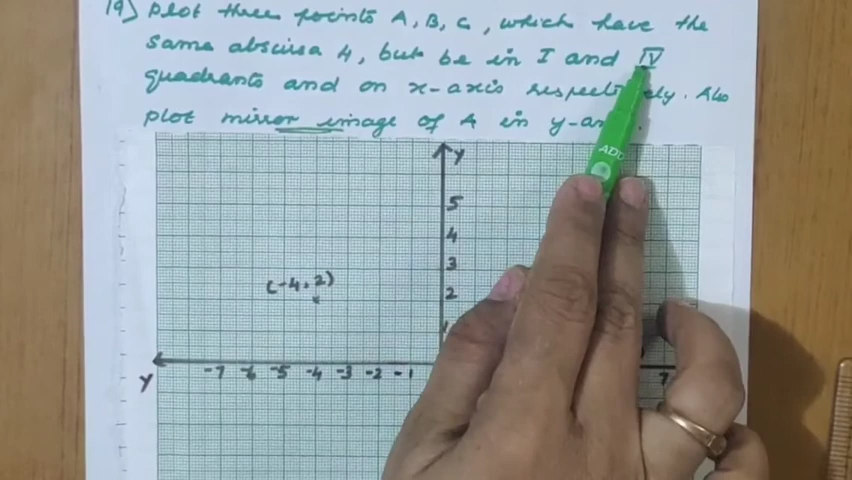 19) Plot three points A, B, C, which have the
same abscissa 4, but be in I and IV
quadrants and on x-axis respectively. Also
plot mirror image of A in y-
Y
5
4
3
2
1
(-4, 2)
-7 -6 -5 -4 -3 -2 -1
7
Y
ADD